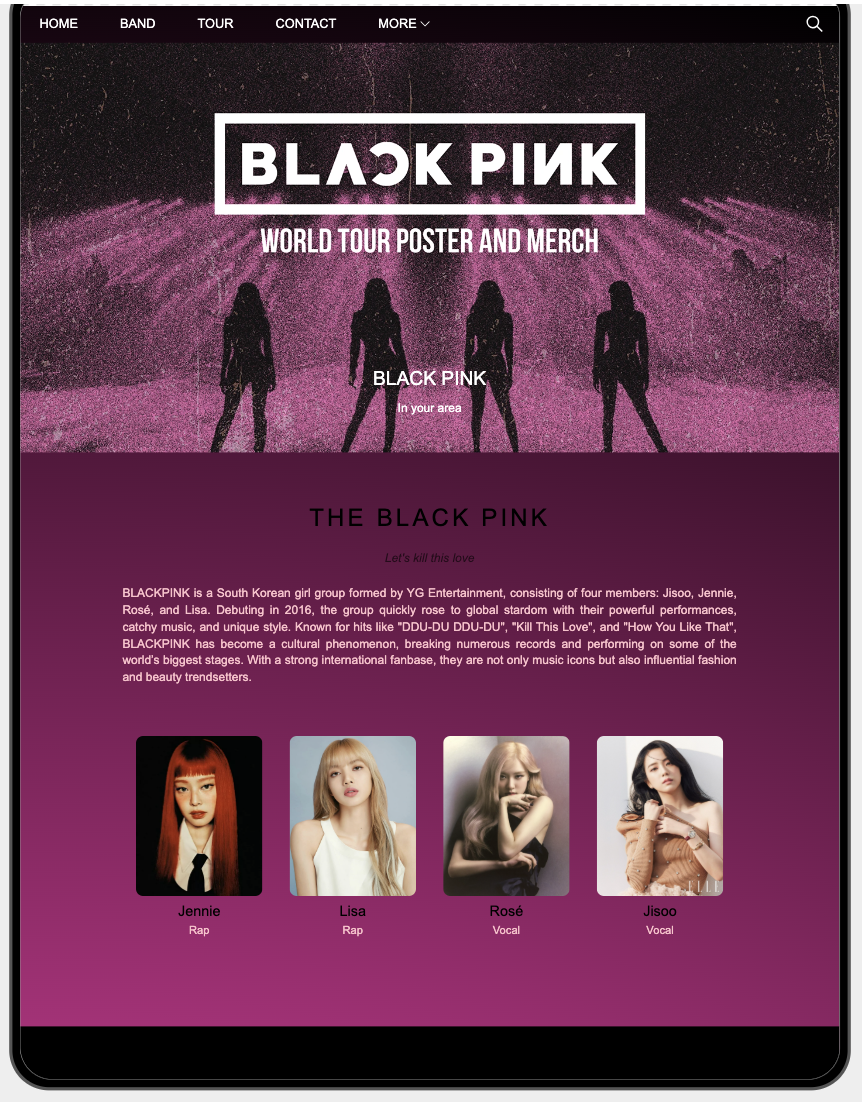 HOME BAND TOUR CONTACT MORE
BLACKPINK
WORLD TOUR POSTER AND MERCH
BLACK PINK
In your area
THE BLACK PINK
Let's kill this love
BLACKPINK is a South Korean girl group formed by YG Entertainment, consisting of four members: Jisoo, Jennie,
Rosé, and Lisa. Debuting in 2016, the group quickly rose to global stardom with their powerful performances,
catchy music, and unique style. Known for hits like "DDU-DU DDU-DU", "Kill This Love", and "How You Like That",
BLACKPINK has become a cultural phenomenon, breaking numerous records and performing on some of the
world's biggest stages. With a strong international fanbase, they are not only music icons but also influential fashion
and beauty trendsetters.
ELLE
Jennie Lisa Rosé Jisoo
Rap Rap Vocal Vocal